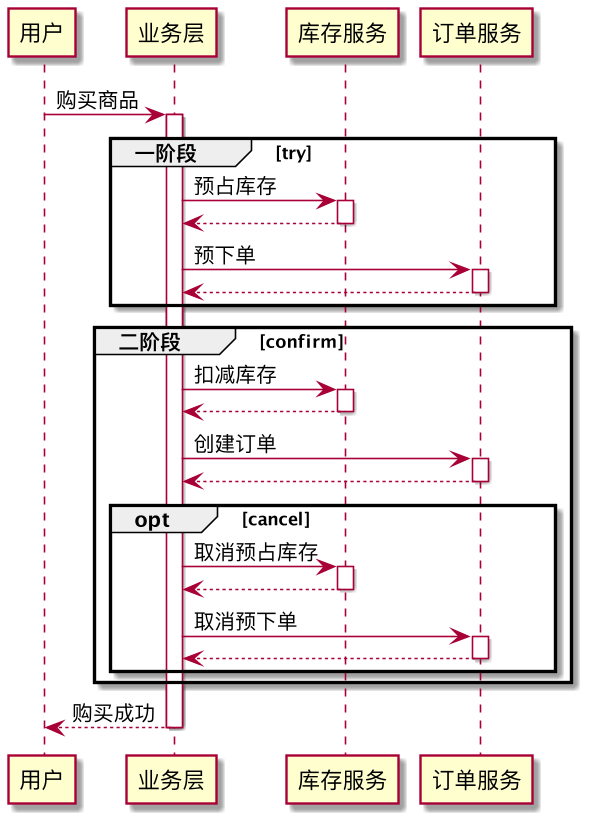 用户 业务层 库存服务 订单服务
购买商品
一阶段 [try]
预占库存
预下单
二阶段 [confirm]
扣减库存
创建订单
opt [cancel]
取消预占库存
取消预下单
购买成功
用户 业务层 库存服务 订单服务